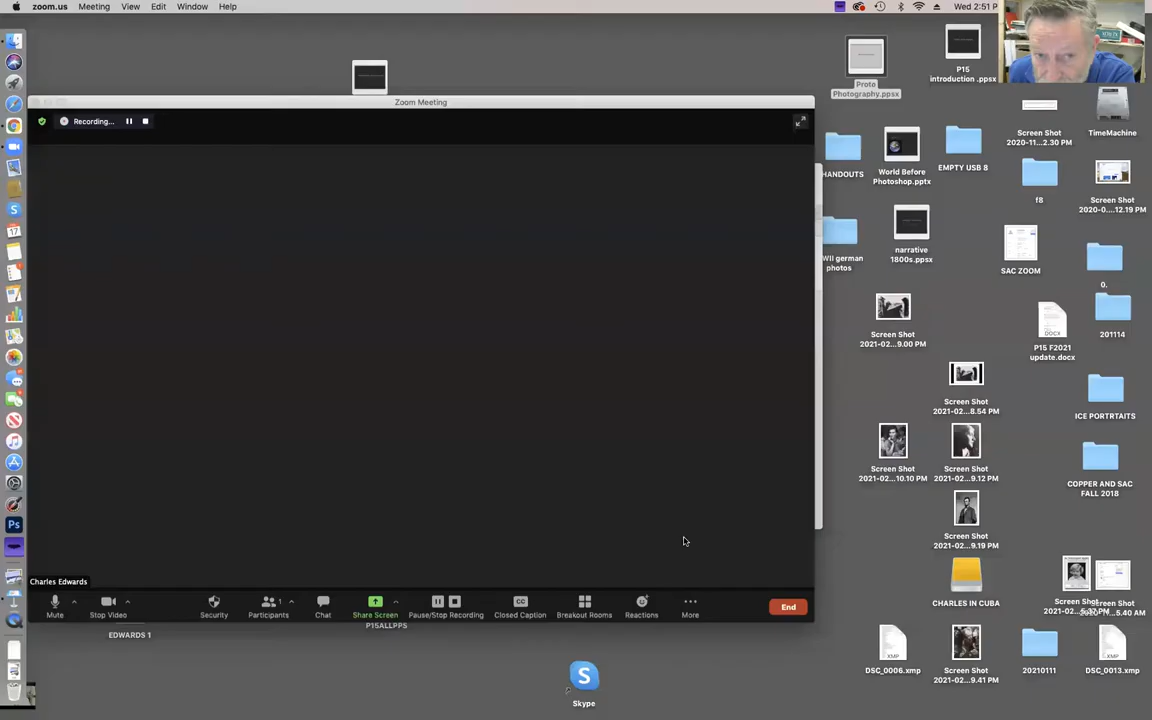 zoom.us Meeting View Edit Window Help
Wed 2:51 P
Zoom Meeting
Recording...
Proto
Photography.ppsx
P15
introduction .ppsx
Screen Shot
2020-11...2.30 PM
TimeMachine
HANDOUTS
World Before
Photoshop.pptx
EMPTY USB 8
f8
Screen Shot
2020-0....12.19 PM
WII german
photos
narrative
1800s.ppsx
SAC ZOOM
0.
Screen Shot
2021-02...9.00 PM
DOCX
P15 F2021
update.docx
201114
Screen Shot
2021-02...8.54 PM
ICE PORTRTAITS
Screen Shot
2021-02...10.10 PM
Screen Shot
2021-02...9.12 PM
COPPER AND SAC
FALL 2018
Screen Shot
2021-02...9.19 PM
CHARLES IN CUBA
Charles Edwards
Mute
Stop Video
Security
1
Participants
Chat
Share Screen
Pause/Stop Recording
CC
Closed Caption
Breakout Rooms
Reactions
More
End
P15ALLPPS
EDWARDS 1
17
Ps
S
Skype
XMP
DSC_0006.xmp
Screen Shot
2021-02...9.41 PM
20210111
XMP
DSC_0013.xmp